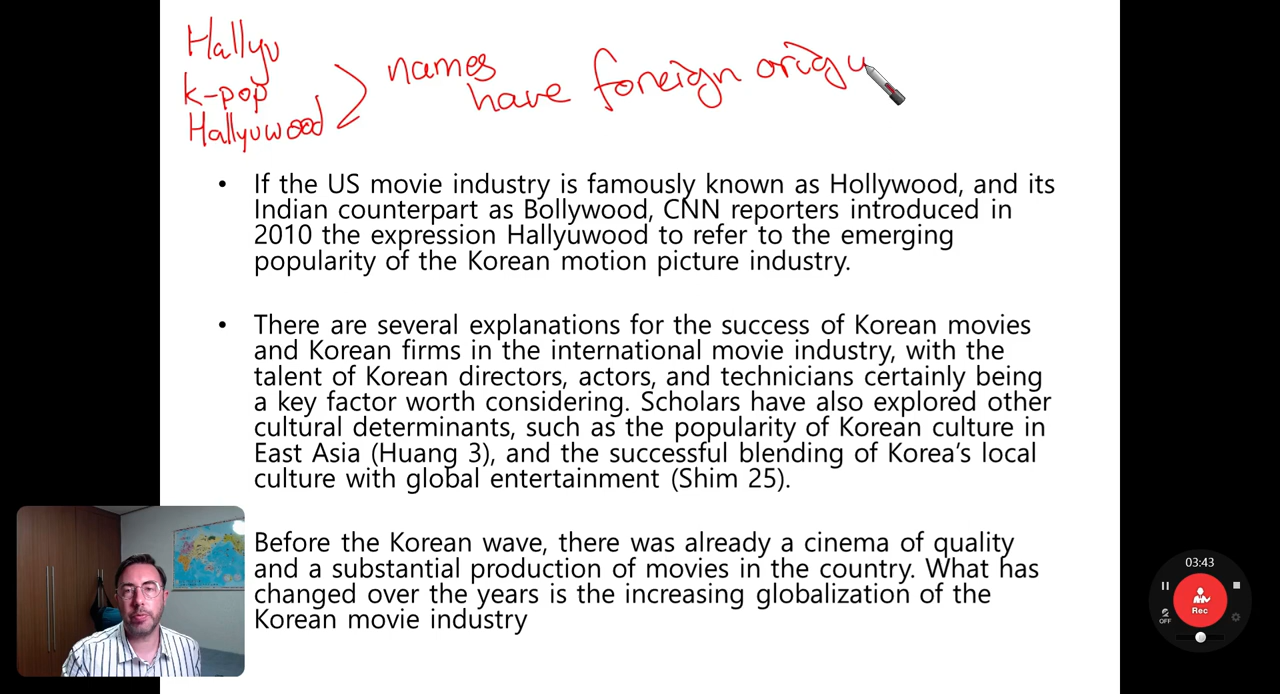 Hallyu
k-pop
Hallyuwood
names
have foreign origi
• If the US movie industry is famously known as Hollywood, and its
Indian counterpart as Bollywood, CNN reporters introduced in
2010 the expression Hallyuwood to refer to the emerging
popularity of the Korean motion picture industry.
• There are several explanations for the success of Korean movies
and Korean firms in the international movie industry, with the
talent of Korean directors, actors, and technicians certainly being
a key factor worth considering. Scholars have also explored other
cultural determinants, such as the popularity of Korean culture in
East Asia (Huang 3), and the successful blending of Korea’s local
culture with global entertainment (Shim 25).
Before the Korean wave, there was already a cinema of quality
and a substantial production of movies in the country. What has
changed over the years is the increasing globalization of the
Korean movie industry
03:43
Rec
OFF